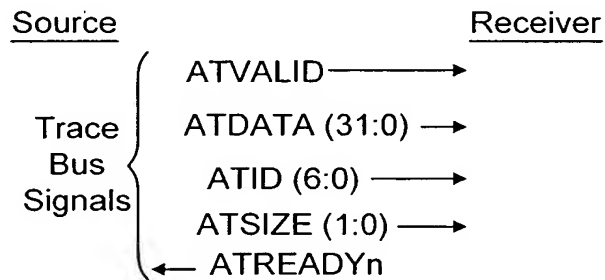 Source Receiver
ATVALID
ATDATA (31:0)
Trace
Bus
Signals
ATID (6:0)
ATSIZE (1:0)
ATREADYn